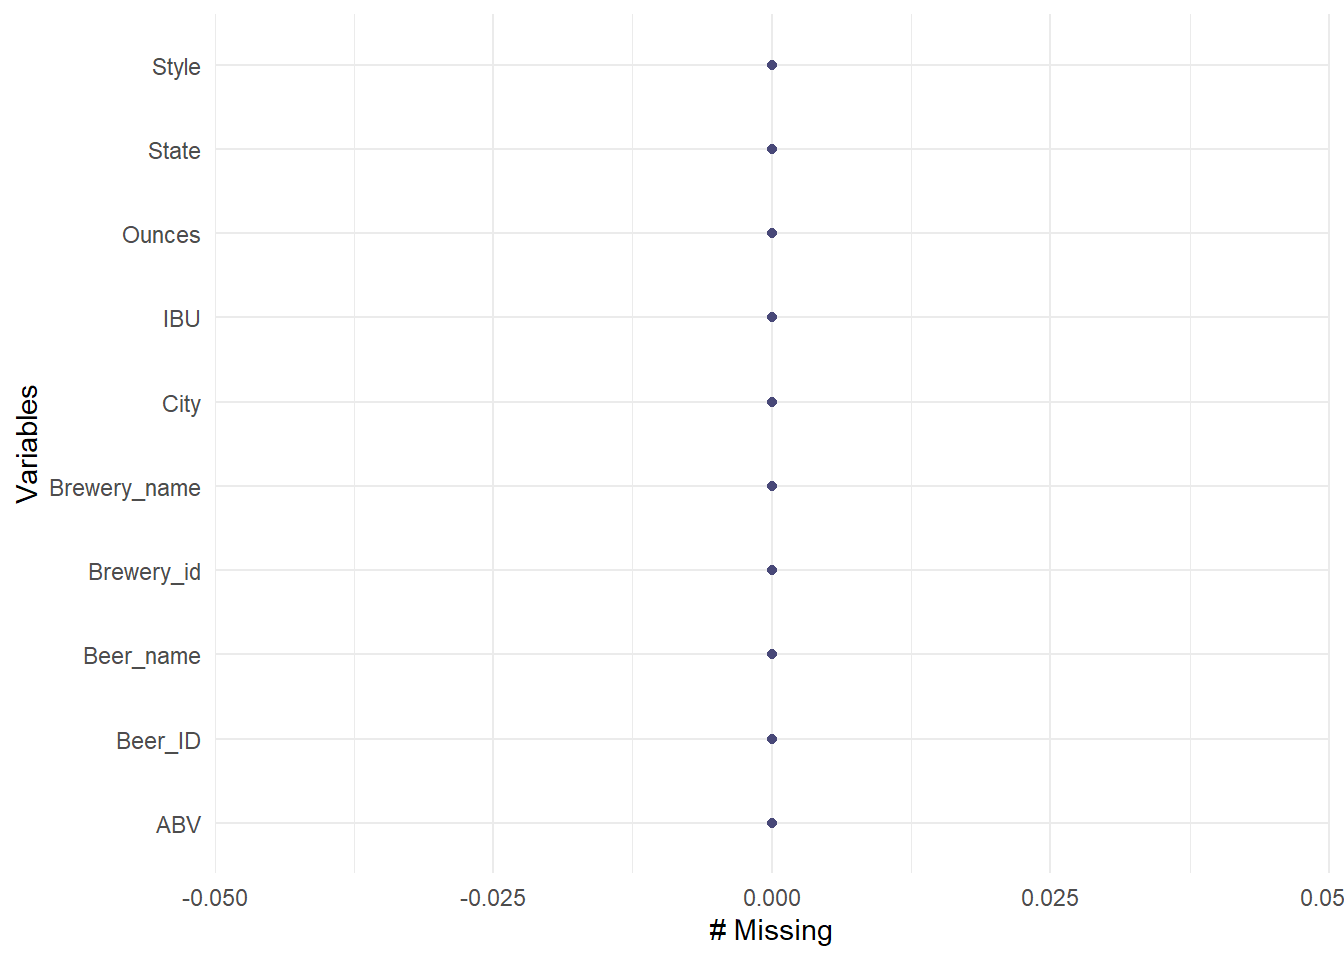 Style
State
Ounces
IBU
City
Brewery_name
Brewery_id
Beer_name
Beer_ID
ABV
Variables
-0.050
-0.025
0.000
0.025
0.05
# Missing